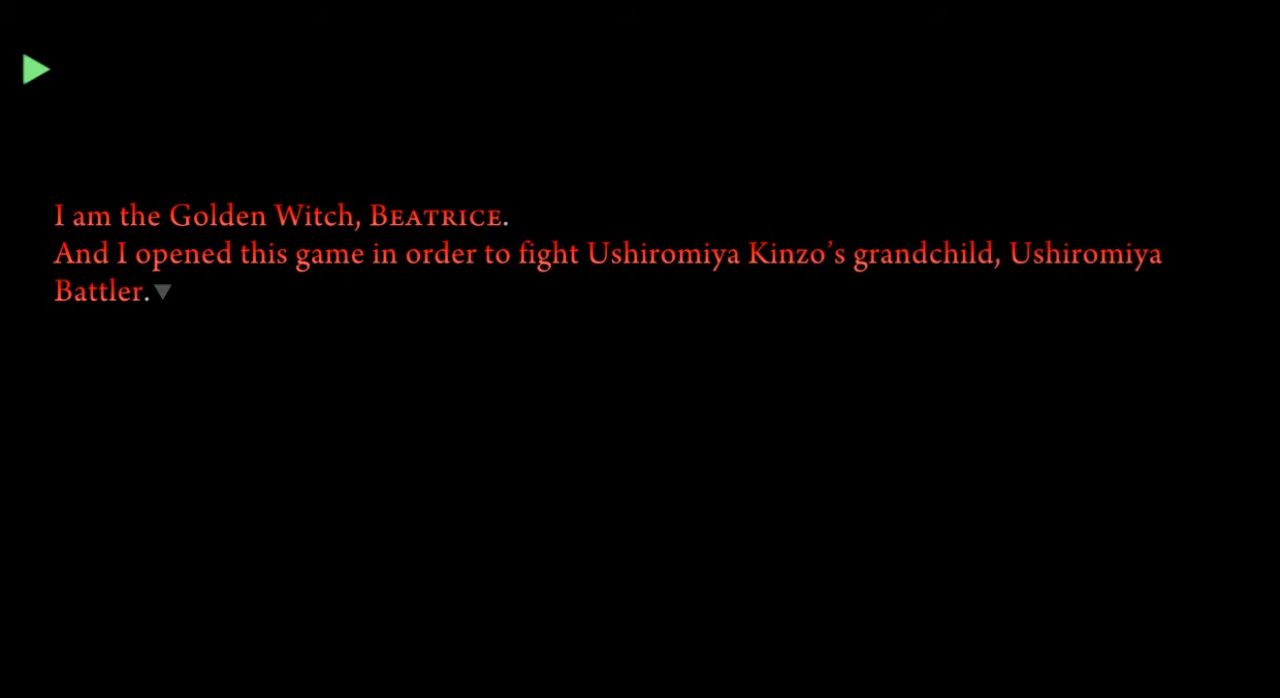 I am the Golden Witch, BEATRICE.
And I opened this game in order to fight Ushiromiya Kinzo’s grandchild, Ushiromiya
Battler.